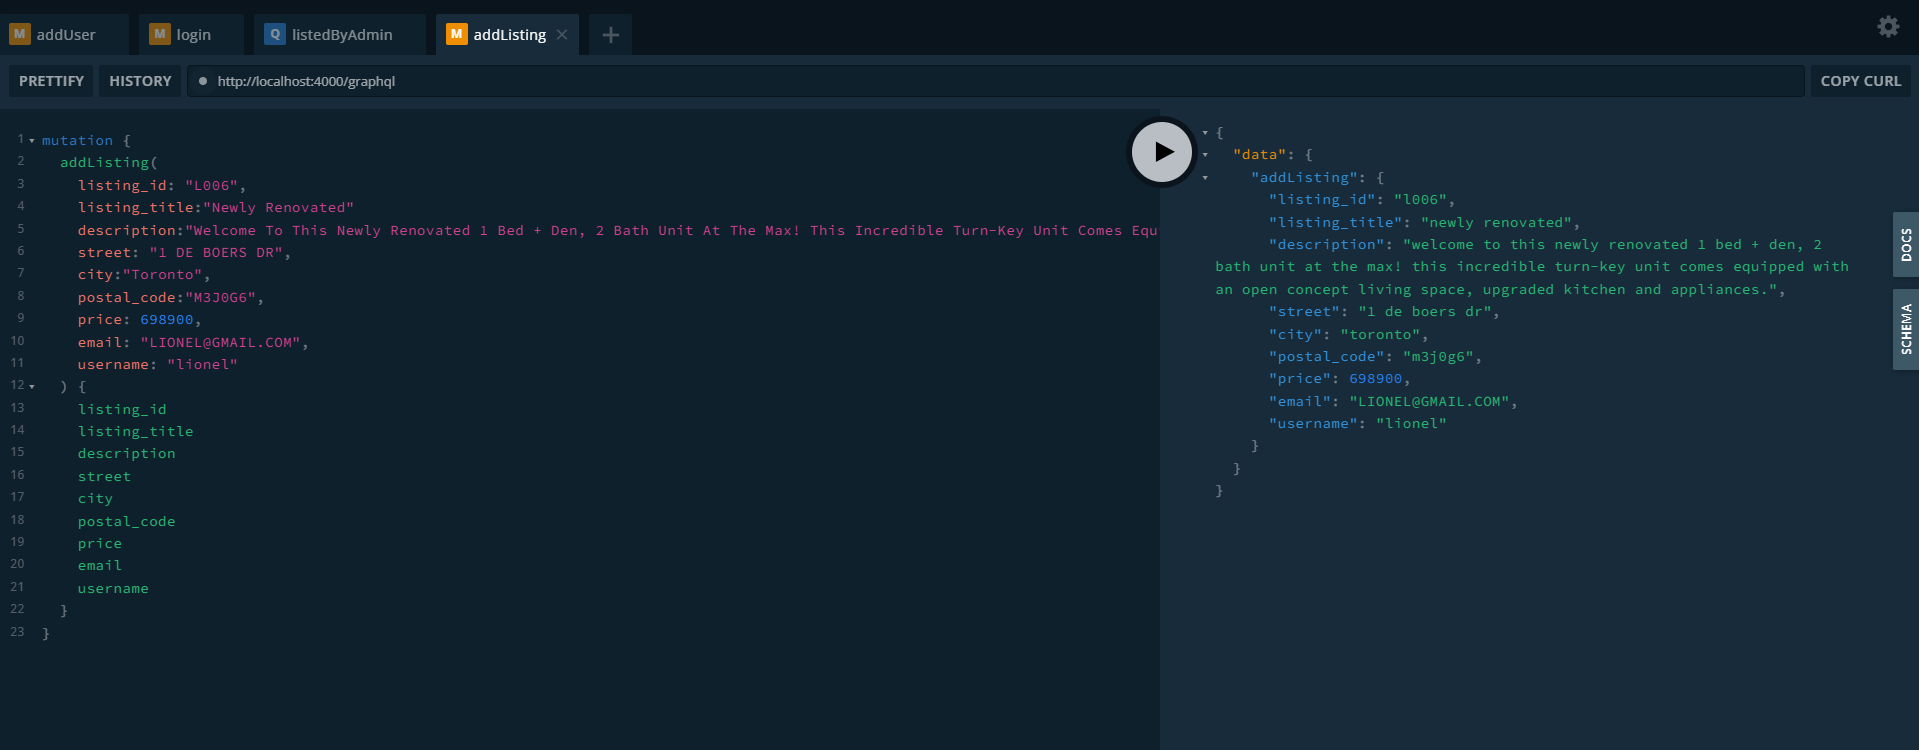 M addUser
M login
Q listedByAdmin
M addListing ×
+
PRETTIFY
HISTORY
http://localhost:4000/graphql
COPY CURL
1 mutation {
2 addListing(
3 listing_id: "L006",
4 listing_title:"Newly Renovated"
5 description:"Welcome To This Newly Renovated 1 Bed + Den, 2 Bath Unit At The Max! This Incredible Turn-Key Unit Comes Equ
6 street: "1 DE BOERS DR",
7 city:"Toronto",
8 postal_code:"M3J0G6",
9 price: 698900,
10 email: "LIONEL@GMAIL.COM",
11 username: "lionel"
12 ) {
13 listing_id
14 listing_title
15 description
16 street
17 city
18 postal_code
19 price
20 email
21 username
22 }
23 }
{
"data": {
"addListing": {
"listing_id": "l006",
"listing_title": "newly renovated",
"description": "welcome to this newly renovated 1 bed + den, 2
bath unit at the max! this incredible turn-key unit comes equipped with
an open concept living space, upgraded kitchen and appliances.",
"street": "1 de boers dr",
"city": "toronto",
"postal_code": "m3j0g6",
"price": 698900,
"email": "LIONEL@GMAIL.COM",
"username": "lionel"
}
}
}
DOCS
SCHEMA